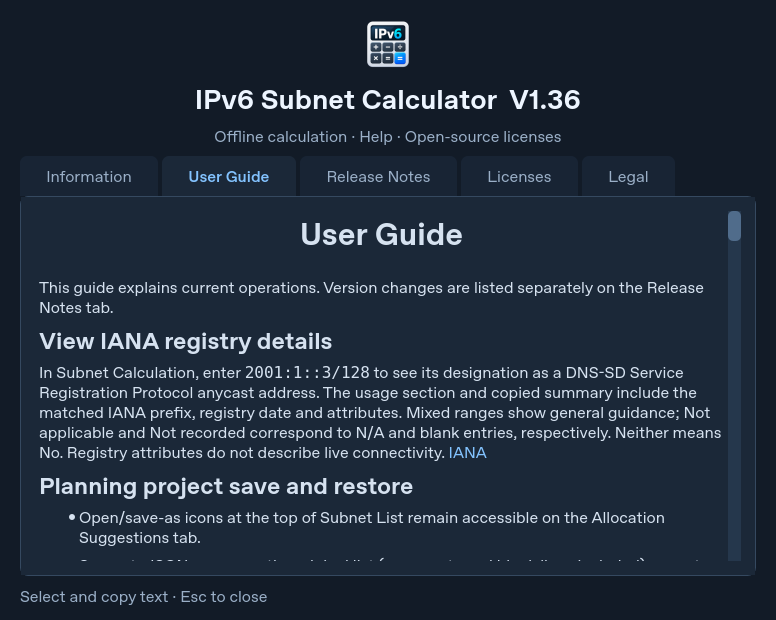 IPv6
IPv6 Subnet Calculator V1.36
Offline calculation · Help · Open-source licenses
Information
User Guide
Release Notes
Licenses
Legal
User Guide
This guide explains current operations. Version changes are listed separately on the Release
Notes tab.
View IANA registry details
In Subnet Calculation, enter 2001:1::3/128 to see its designation as a DNS-SD Service
Registration Protocol anycast address. The usage section and copied summary include the
matched IANA prefix, registry date and attributes. Mixed ranges show general guidance; Not
applicable and Not recorded correspond to N/A and blank entries, respectively. Neither means
No. Registry attributes do not describe live connectivity. IANA
Planning project save and restore
• Open/save-as icons at the top of Subnet List remain accessible on the Allocation
Suggestions tab.
Select and copy text · Esc to close